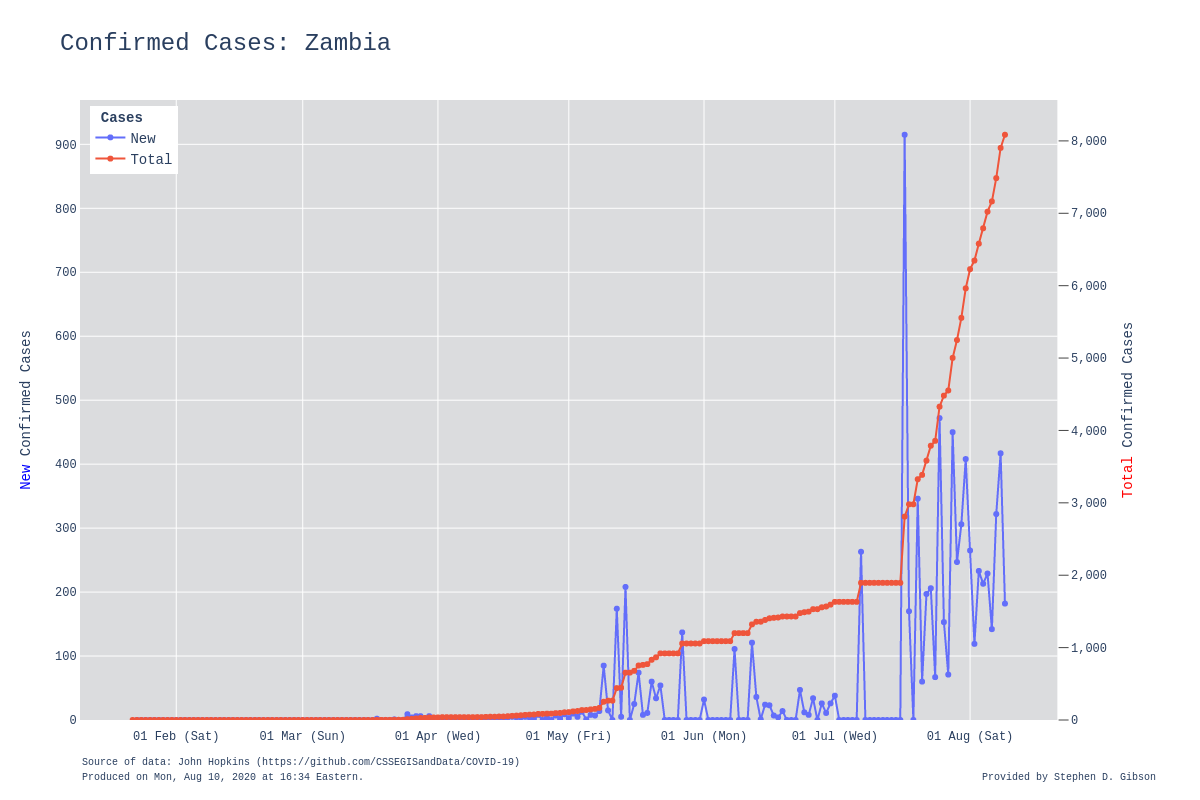 Confirmed Cases: Zambia
Cases
New
Total
900
800
700
600
500
400
300
200
100
0
8,000
7,000
6,000
5,000
4,000
3,000
2,000
1,000
0
New Confirmed Cases
Total Confirmed Cases
01 Feb (Sat)
01 Mar (Sun)
01 Apr (Wed)
01 May (Fri)
01 Jun (Mon)
01 Jul (Wed)
01 Aug (Sat)
Source of data: John Hopkins (https://github.com/CSSEGISandData/COVID-19)
Produced on Mon, Aug 10, 2020 at 16:34 Eastern.
Provided by Stephen D. Gibson